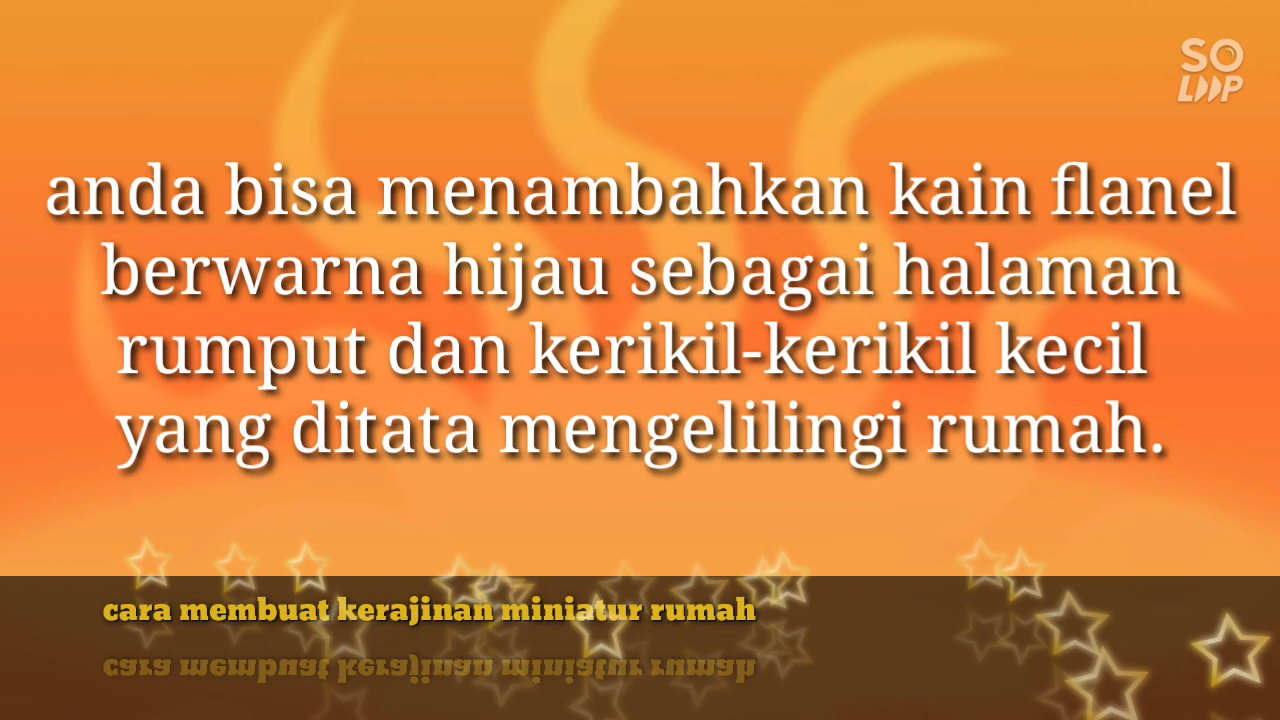 SO
LOOP
anda bisa menambahkan kain flanel
berwarna hijau sebagai halaman
rumput dan kerikil-kerikil kecil
yang ditata mengelilingi rumah.
cara membuat kerajinan miniatur rumah